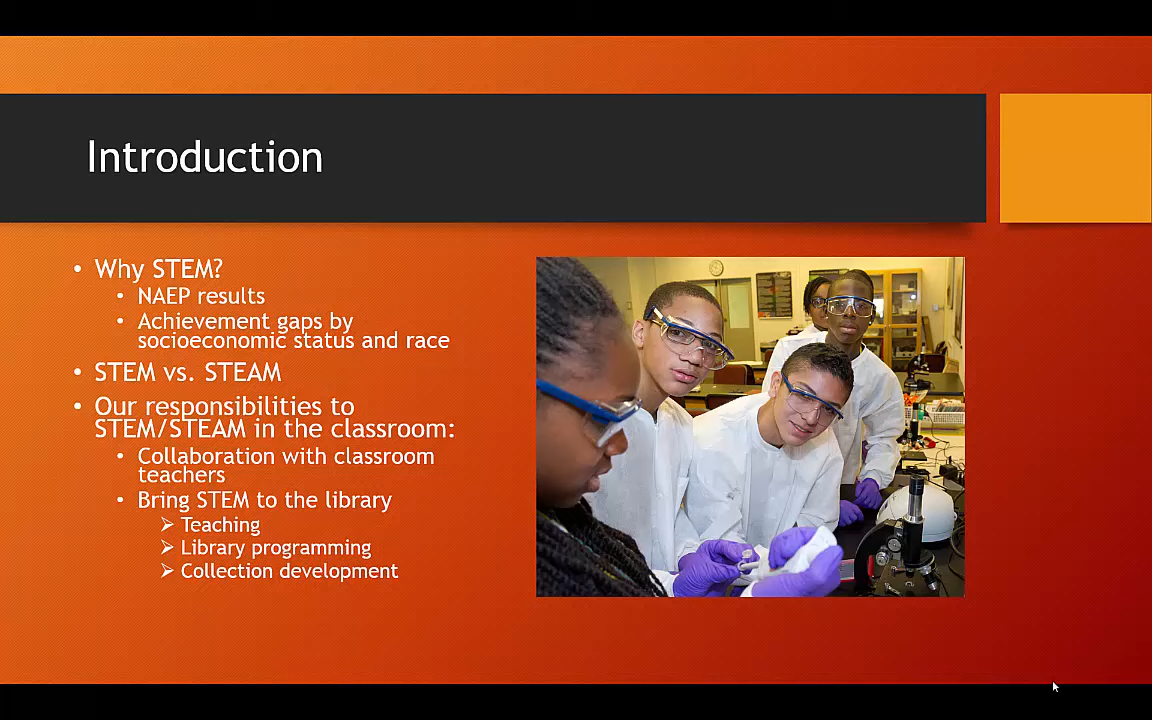 Introduction
• Why STEM?
• NAEP results
• Achievement gaps by
socioeconomic status and race
• STEM vs. STEAM
• Our responsibilities to
STEM/STEAM in the classroom:
• Collaboration with classroom
teachers
• Bring STEM to the library
➢ Teaching
➢ Library programming
➢ Collection development